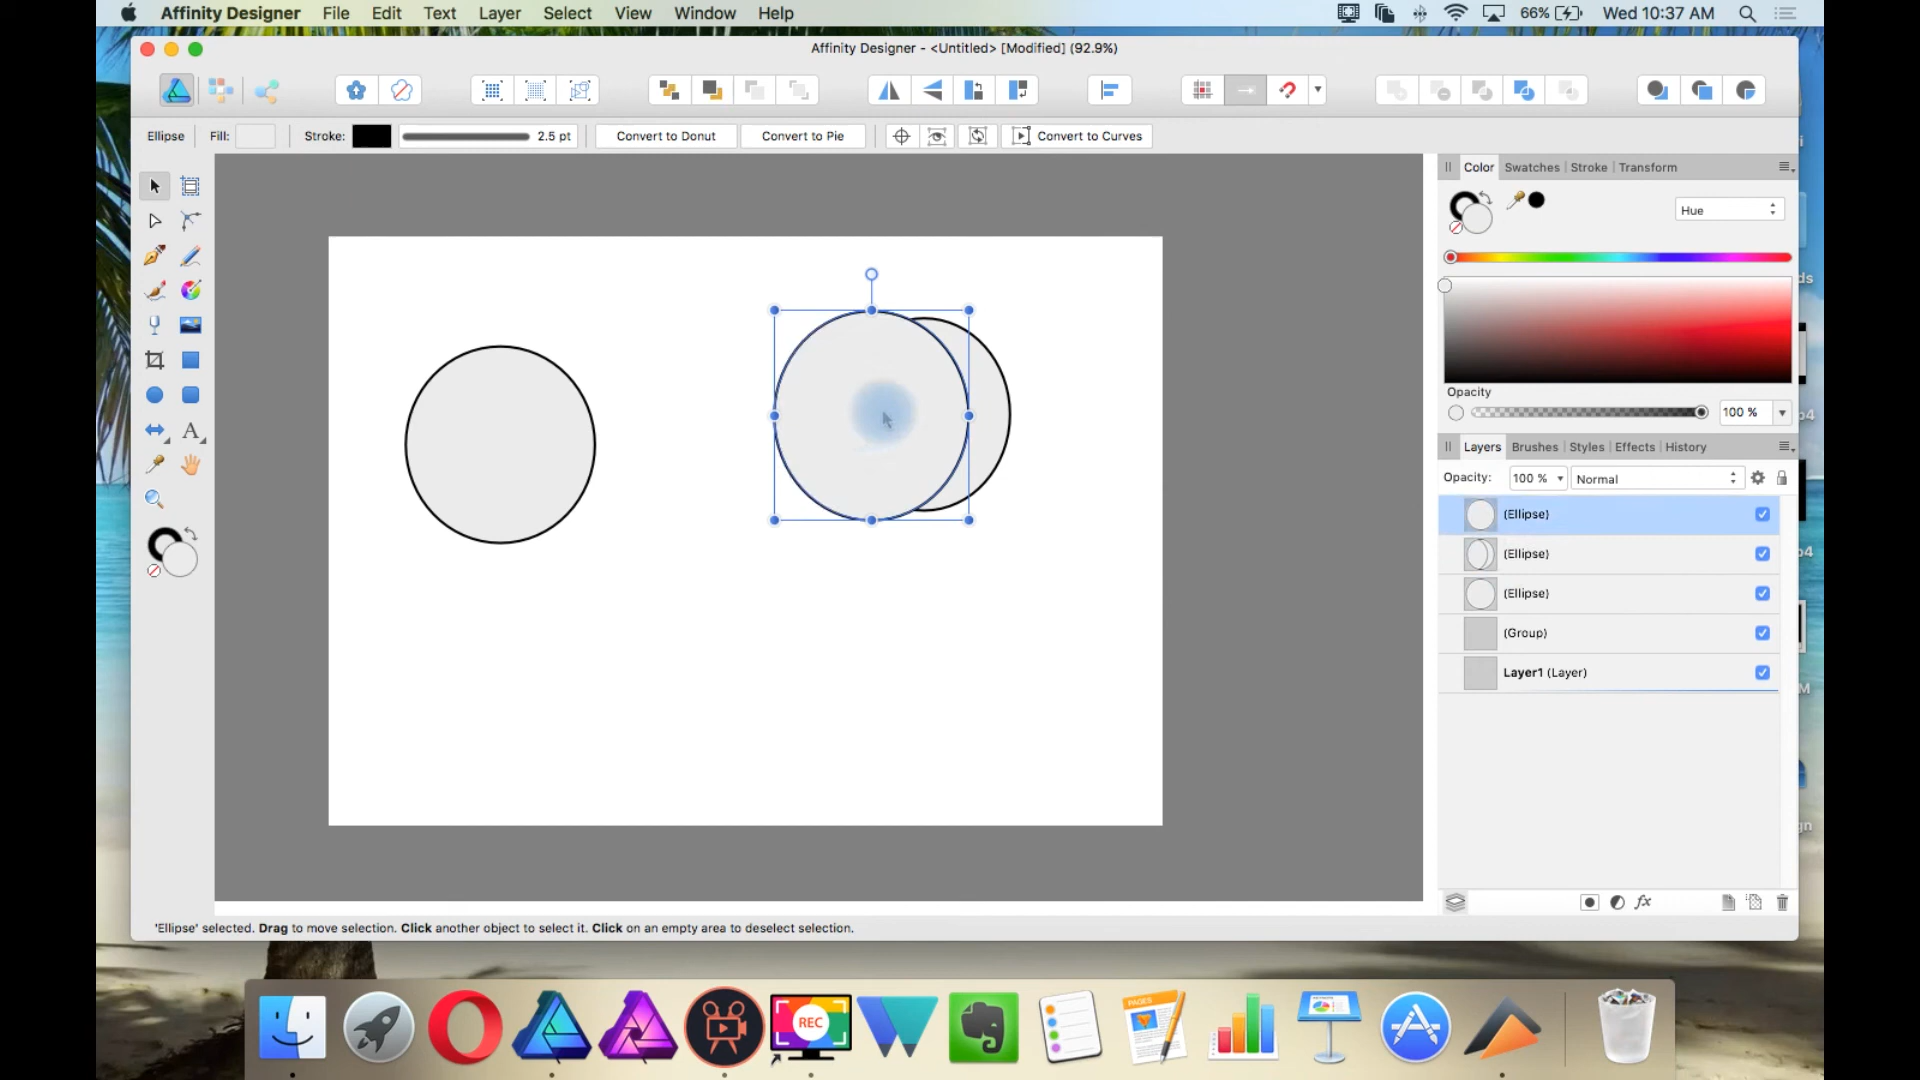 Affinity Designer File Edit Text Layer Select View Window Help 66% Wed 10:37 AM
Affinity Designer - <Untitled> [Modified] (92.9%)
Ellipse Fill: Stroke: 2.5 pt Convert to Donut Convert to Pie Convert to Curves
Color Swatches Stroke Transform
Hue
Opacity
100 %
Layers Brushes Styles Effects History
Opacity: 100 % Normal
(Ellipse)
(Ellipse)
(Ellipse)
(Group)
Layer1 (Layer)
'Ellipse' selected. Drag to move selection. Click another object to select it. Click on an empty area to deselect selection.
A
fx
REC
PAGES